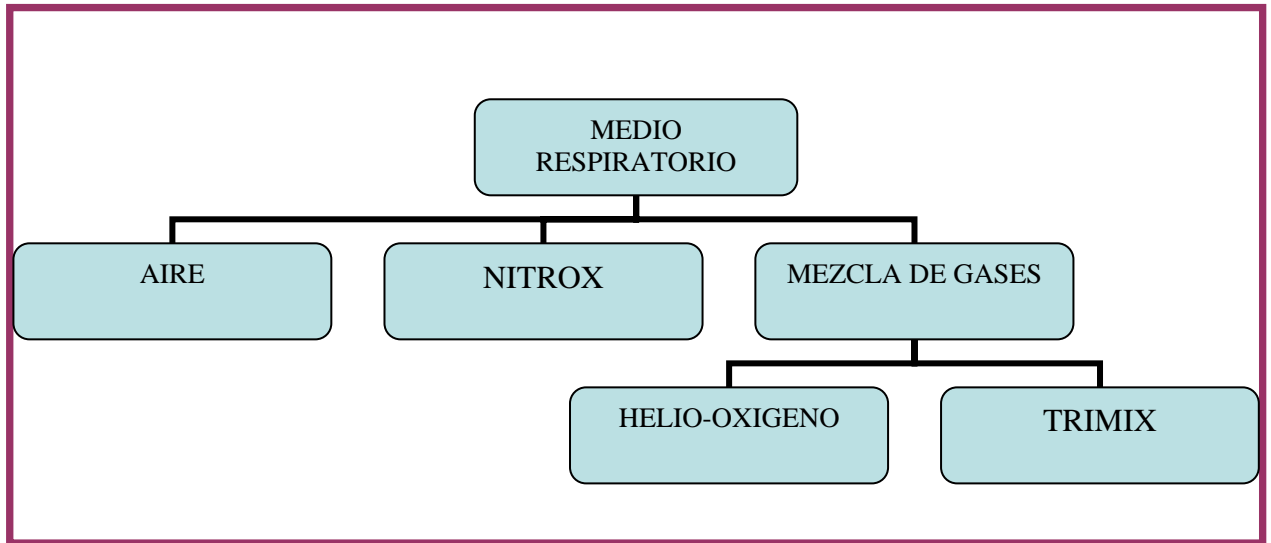 MEDIO
RESPIRATORIO
AIRE
NITROX
MEZCLA DE GASES
HELIO-OXIGENO
TRIMIX